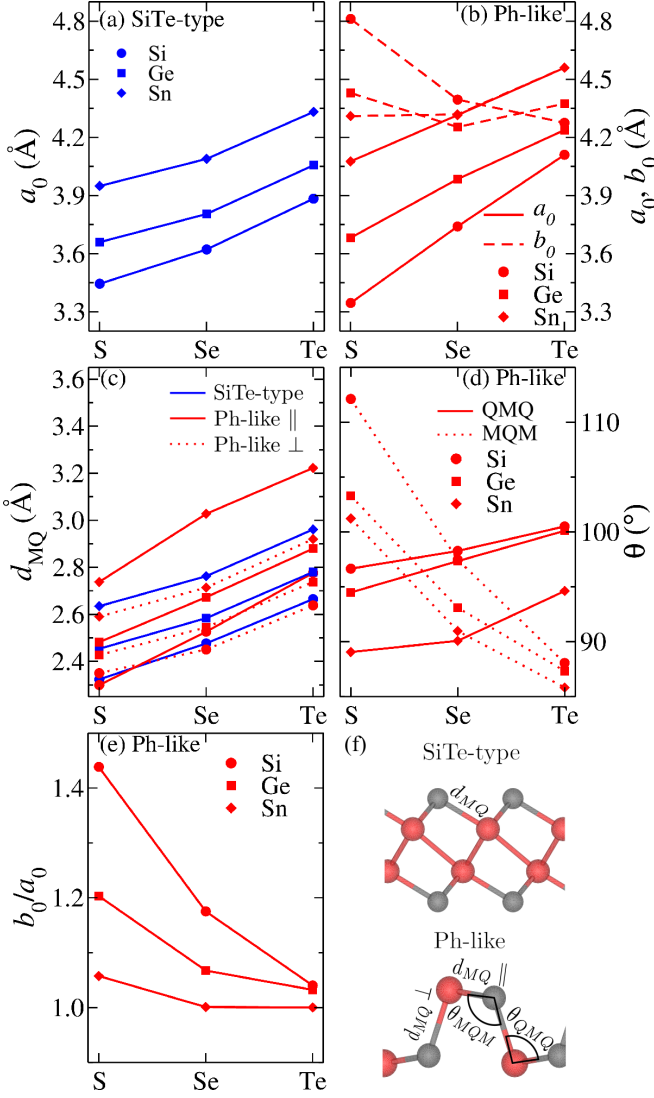 (a) SiTe-type
Si
Ge
Sn
4.8
4.5
4.2
3.9
3.6
3.3
a0 (Å)
S Se Te
(b) Ph-like
a0
b0
Si
Ge
Sn
4.8
4.5
4.2
3.9
3.6
3.3
a0, b0 (Å)
S Se Te
(c)
SiTe-type
Ph-like ∥
Ph-like ⊥
3.6
3.4
3.2
3.0
2.8
2.6
2.4
dMQ (Å)
S Se Te
(d) Ph-like
QMQ
MQM
Si
Ge
Sn
110
100
90
θ (°)
S Se Te
(e) Ph-like
Si
Ge
Sn
1.4
1.2
1.0
b0/a0
S Se Te
(f)
SiTe-type
dMQ
Ph-like
dMQ ∥
dMQ ⊥
θMQM
θQMQ